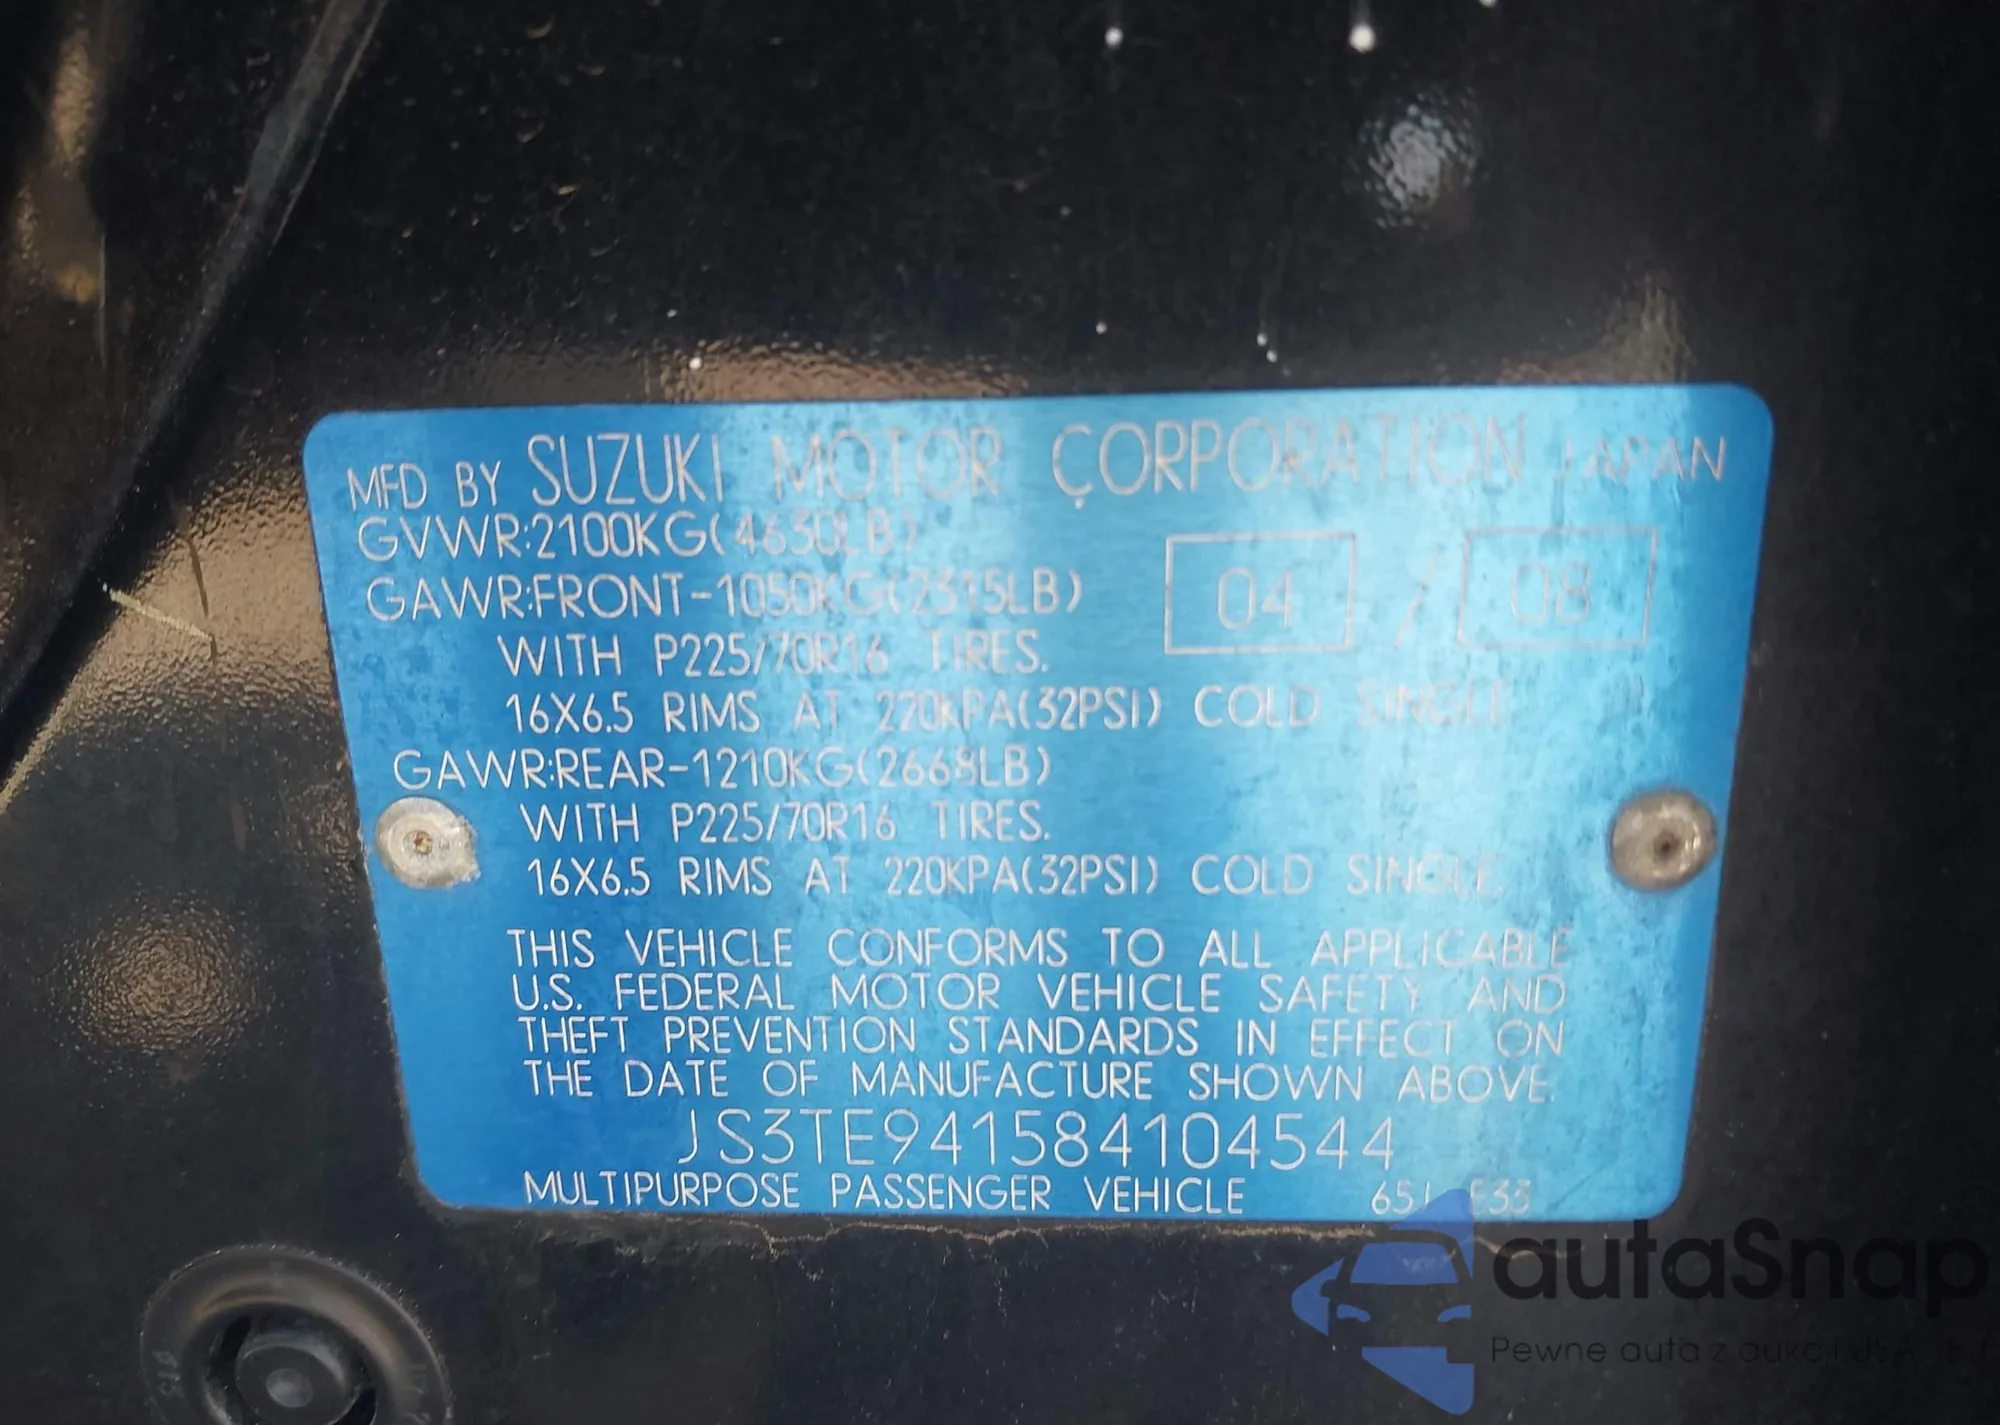 MFD BY SUZUKI MOTOR CORPORATION JAPAN
GVWR:2100KG(4630LB)
GAWR:FRONT-1050KG(2315LB)
04 / 08
WITH P225/70R16 TIRES.
16X6.5 RIMS AT 220KPA(32PSI) COLD SINGLE
GAWR:REAR-1210KG(2668LB)
WITH P225/70R16 TIRES.
16X6.5 RIMS AT 220KPA(32PSI) COLD SINGLE
THIS VEHICLE CONFORMS TO ALL APPLICABLE
U.S. FEDERAL MOTOR VEHICLE SAFETY AND
THEFT PREVENTION STANDARDS IN EFFECT ON
THE DATE OF MANUFACTURE SHOWN ABOVE.
JS3TE941584104544
MULTIPURPOSE PASSENGER VEHICLE
autaSnap
Pewne auta z aukcji